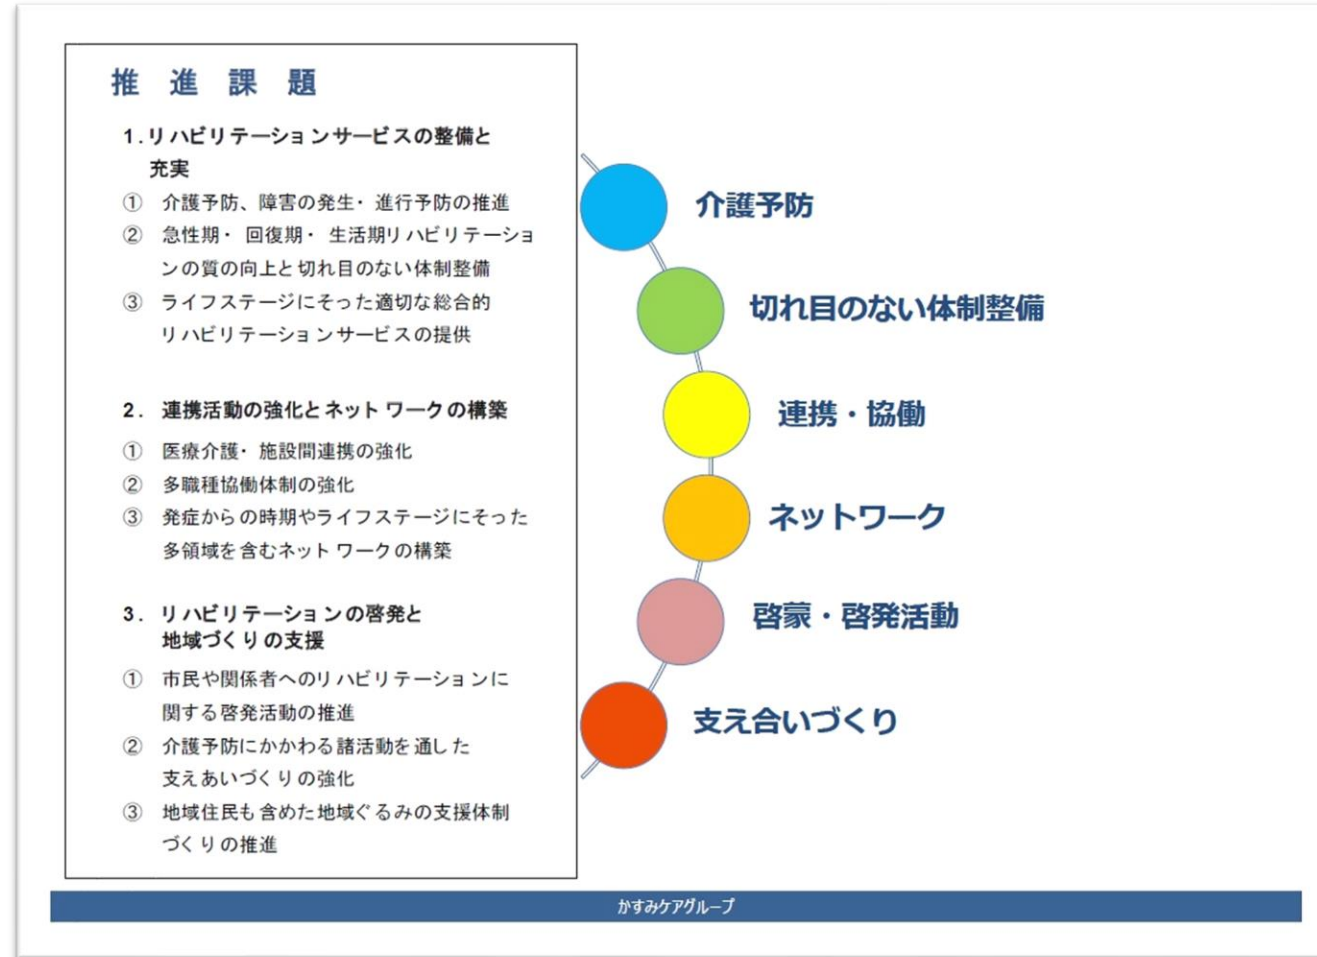 推 進 課 題
1.リハビリテーションサービスの整備と
充実
① 介護予防、障害の発生・進行予防の推進
② 急性期・回復期・生活期リハビリテーショ
ンの質の向上と切れ目のない体制整備
③ ライフステージにそった適切な総合的
リハビリテーションサービスの提供
2. 連携活動の強化とネットワークの構築
① 医療介護・施設間連携の強化
② 多職種協働体制の強化
③ 発症からの時期やライフステージにそった
多領域を含むネットワークの構築
3. リハビリテーションの啓発と
地域づくりの支援
① 市民や関係者へのリハビリテーションに
関する啓発活動の推進
② 介護予防にかかわる諸活動を通した
支えあいづくりの強化
③ 地域住民も含めた地域ぐるみの支援体制
づくりの推進
介護予防
切れ目のない体制整備
連携・協働
ネットワーク
啓蒙・啓発活動
支え合いづくり
かすみケアグループ